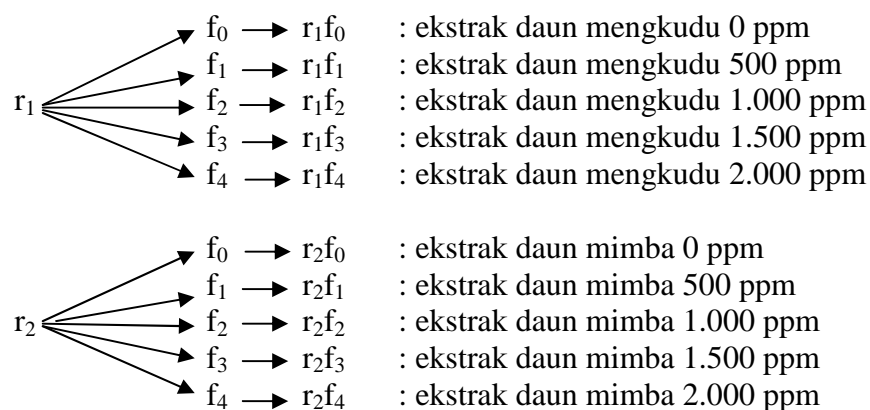 f₀ → r₁f₀ : ekstrak daun mengkudu 0 ppm
f₁ → r₁f₁ : ekstrak daun mengkudu 500 ppm
r₁ f₂ → r₁f₂ : ekstrak daun mengkudu 1.000 ppm
f₃ → r₁f₃ : ekstrak daun mengkudu 1.500 ppm
f₄ → r₁f₄ : ekstrak daun mengkudu 2.000 ppm
f₀ → r₂f₀ : ekstrak daun mimba 0 ppm
f₁ → r₂f₁ : ekstrak daun mimba 500 ppm
r₂ f₂ → r₂f₂ : ekstrak daun mimba 1.000 ppm
f₃ → r₂f₃ : ekstrak daun mimba 1.500 ppm
f₄ → r₂f₄ : ekstrak daun mimba 2.000 ppm